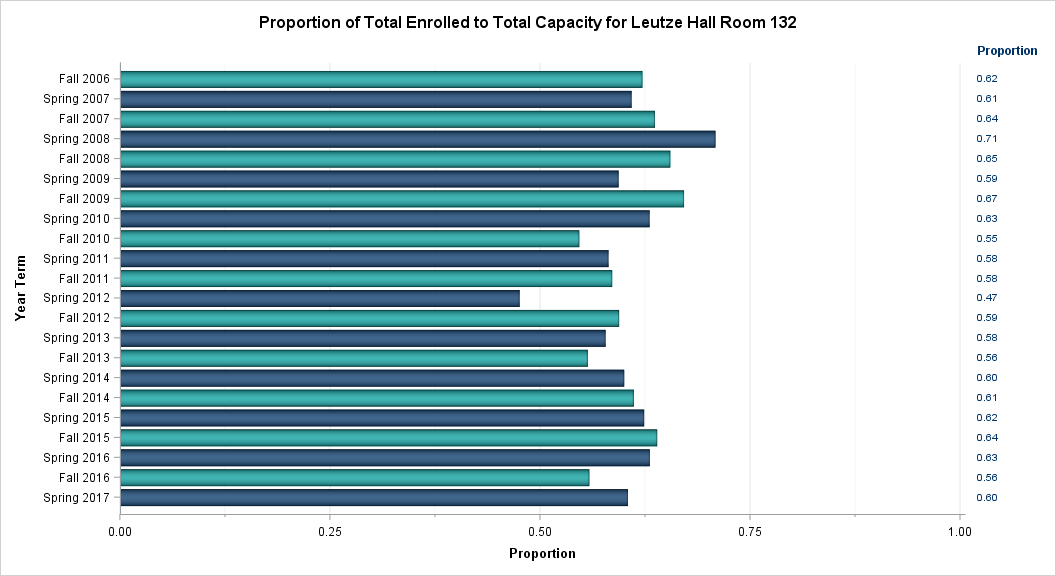 Proportion of Total Enrolled to Total Capacity for Leutze Hall Room 132
Proportion
Fall 2006 0.62
Spring 2007 0.61
Fall 2007 0.64
Spring 2008 0.71
Fall 2008 0.65
Spring 2009 0.59
Fall 2009 0.67
Spring 2010 0.63
Fall 2010 0.55
Spring 2011 0.58
Fall 2011 0.58
Spring 2012 0.47
Fall 2012 0.59
Spring 2013 0.58
Fall 2013 0.56
Spring 2014 0.60
Fall 2014 0.61
Spring 2015 0.62
Fall 2015 0.64
Spring 2016 0.63
Fall 2016 0.56
Spring 2017 0.60
Year Term
0.00 0.25 0.50 0.75 1.00
Proportion